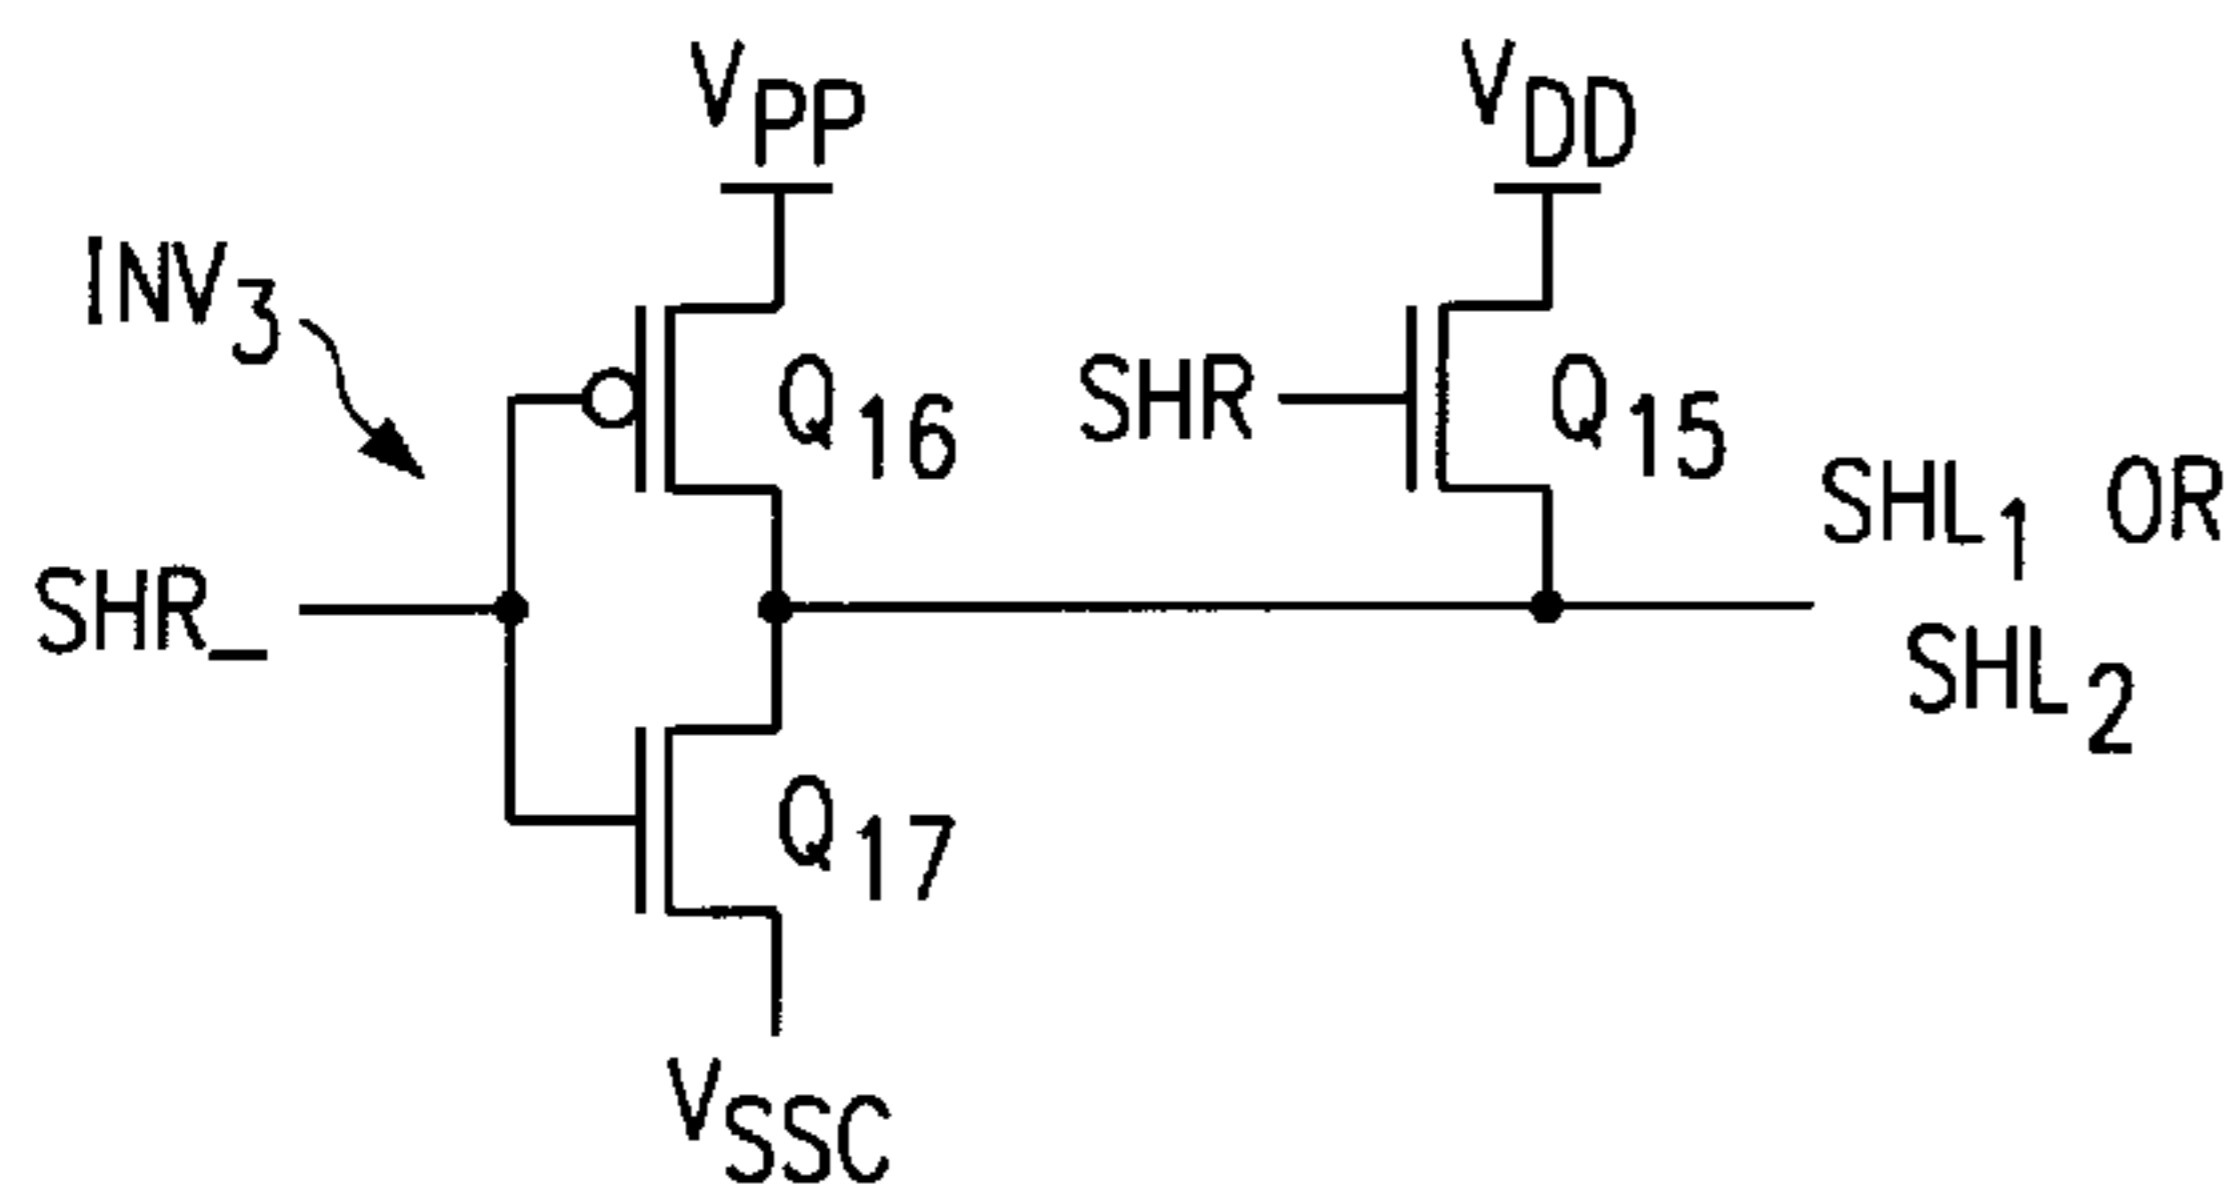 VPP
VDD
INV3
Q16
SHR
Q15
SHL1 OR
SHL2
SHR_
Q17
VSSC